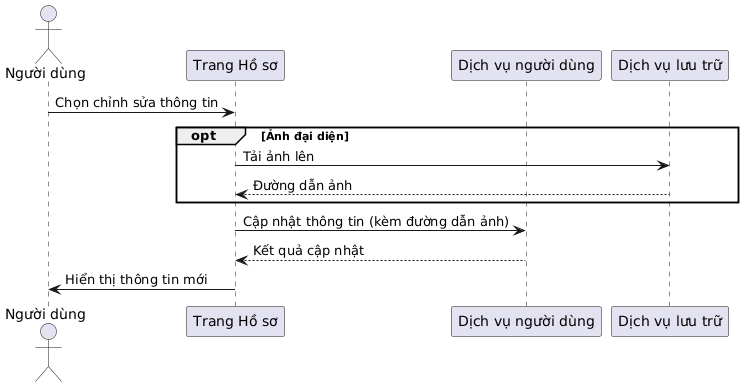 Người dùng
Trang Hồ sơ
Dịch vụ người dùng
Dịch vụ lưu trữ
Chọn chỉnh sửa thông tin
opt
[Ảnh đại diện]
Tải ảnh lên
Đường dẫn ảnh
Cập nhật thông tin (kèm đường dẫn ảnh)
Kết quả cập nhật
Hiển thị thông tin mới
Người dùng
Trang Hồ sơ
Dịch vụ người dùng
Dịch vụ lưu trữ